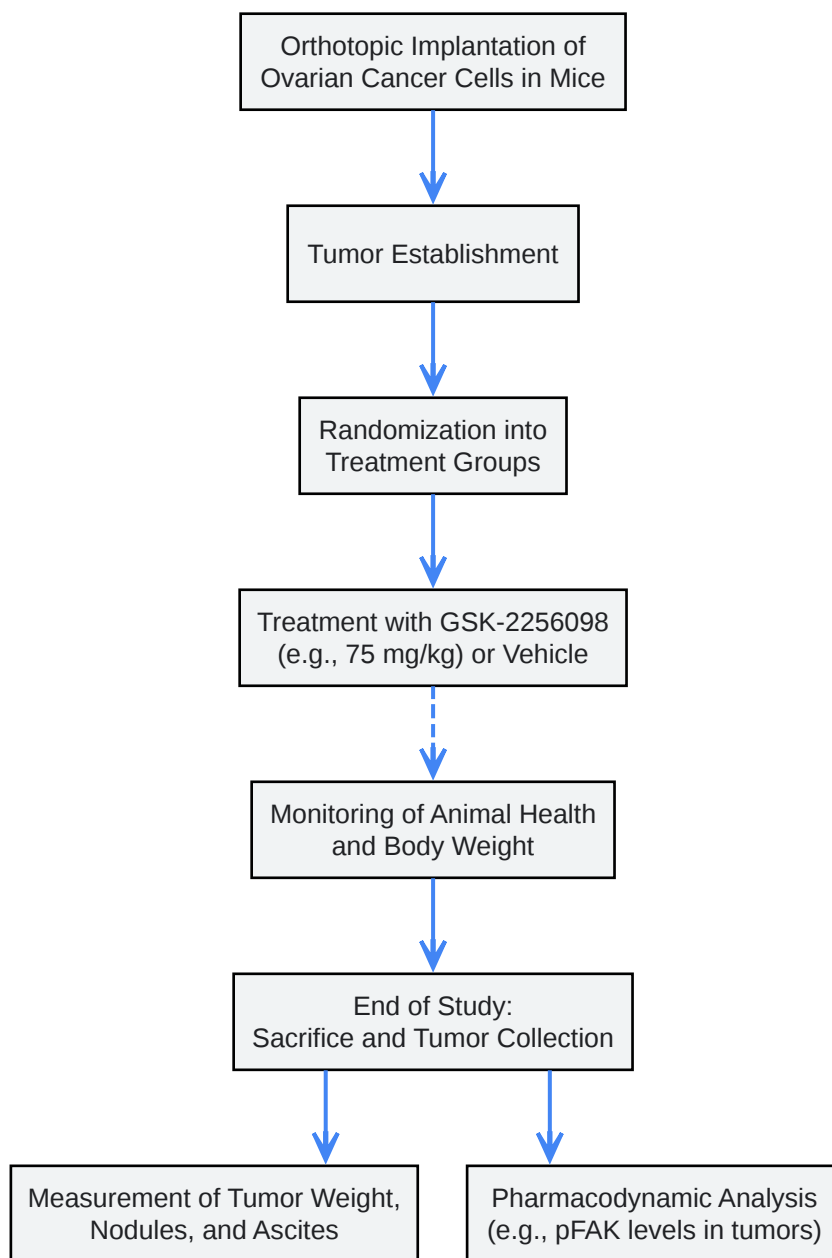 Orthotopic Implantation of
Ovarian Cancer Cells in Mice
Tumor Establishment
Randomization into
Treatment Groups
Treatment with GSK-2256098
(e.g., 75 mg/kg) or Vehicle
Monitoring of Animal Health
and Body Weight
End of Study:
Sacrifice and Tumor Collection
Measurement of Tumor Weight,
Nodules, and Ascites
Pharmacodynamic Analysis
(e.g., pFAK levels in tumors)